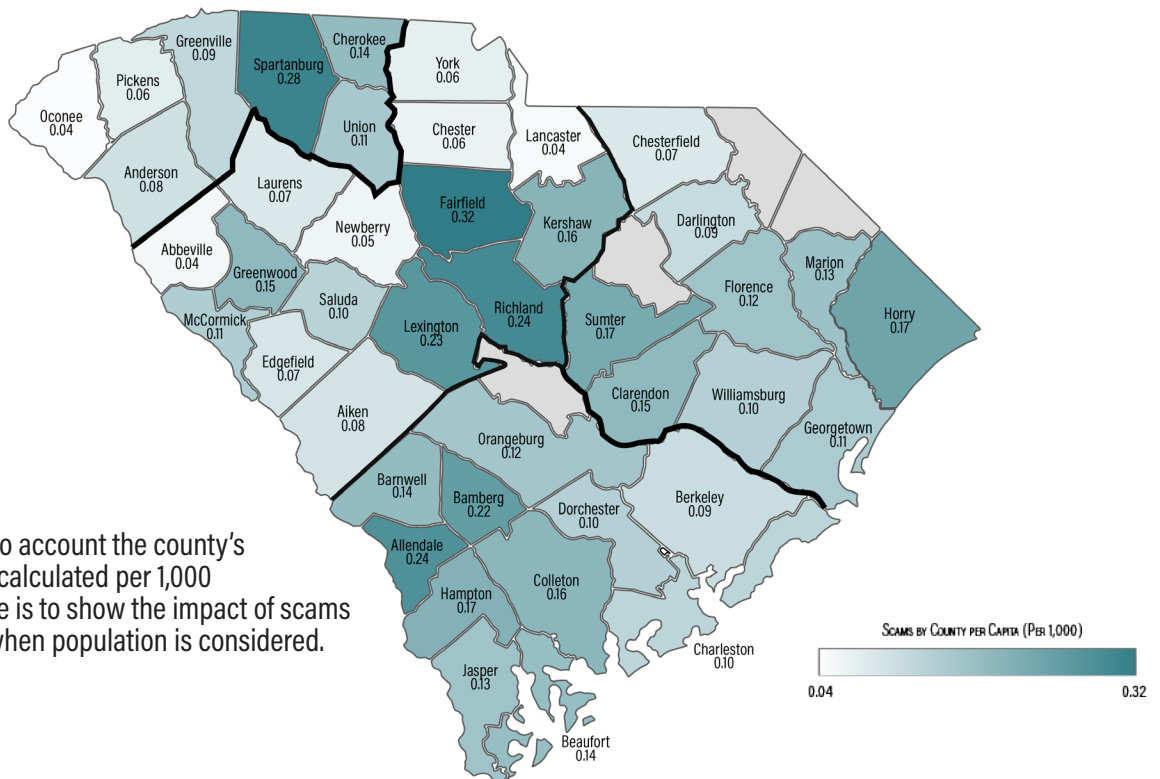 Greenville
0.09
Spartanburg
0.28
Cherokee
0.14
York
0.06
Pickens
0.06
Oconee
0.04
Union
0.11
Chester
0.06
Lancaster
0.04
Chesterfield
0.07
Anderson
0.08
Laurens
0.07
Fairfield
0.32
Kershaw
0.16
Darlington
0.09
Newberry
0.05
Abbeville
0.04
Greenwood
0.15
Marion
0.13
Florence
0.12
Saluda
0.10
Richland
0.24
Lexington
0.23
Sumter
0.17
Horry
0.17
McCormick
0.11
Edgefield
0.07
Clarendon
0.15
Williamsburg
0.10
Aiken
0.08
Georgetown
0.11
Orangeburg
0.12
Barnwell
0.14
Bamberg
0.22
Dorchester
0.10
Berkeley
0.09
Allendale
0.24
Hampton
0.17
Colleton
0.16
Charleston
0.10
Jasper
0.13
Beaufort
0.14
o account the county's
calculated per 1,000
e is to show the impact of scams
when population is considered.
Scams by County per Capita (Per 1,000)
0.04
0.32